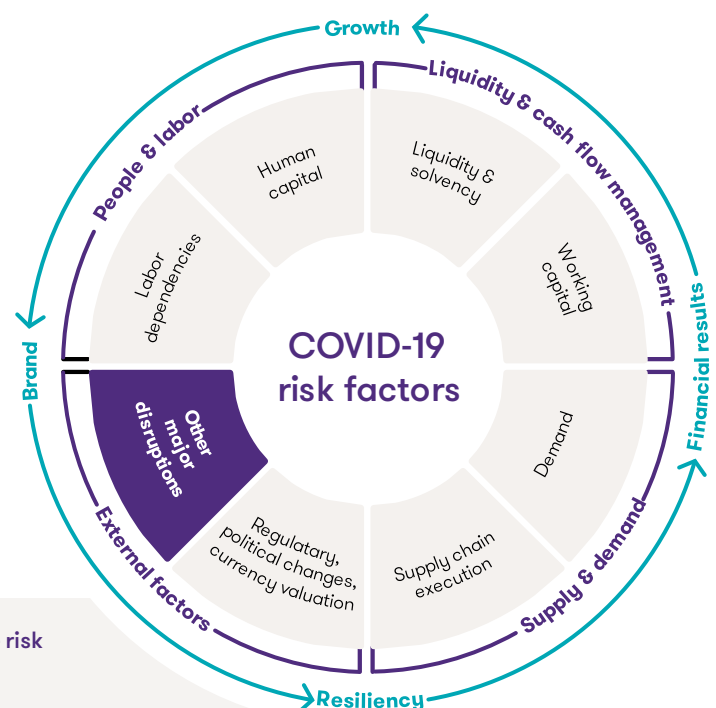 Growth
Liquidity & cash flow management
People & labor
Human
capital
Liquidity &
solvency
Labor
dependencies
Working
capital
Brand
COVID-19
risk factors
Financial results
Other
major
disruptions
Demand
Regulatary,
political changes,
currency valuation
Supply chain
execution
External factors
Supply & demand
risk
Resiliency